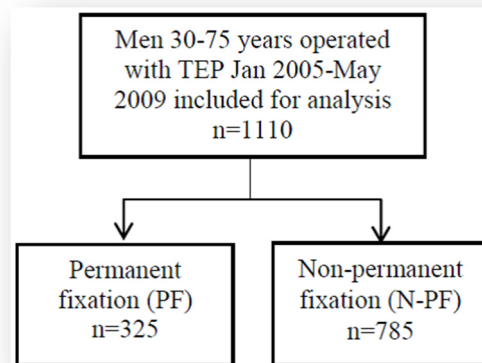 Men 30-75 years operated
with TEP Jan 2005-May
2009 included for analysis
n=1110
Permanent
fixation (PF)
n=325
Non-permanent
fixation (N-PF)
n=785